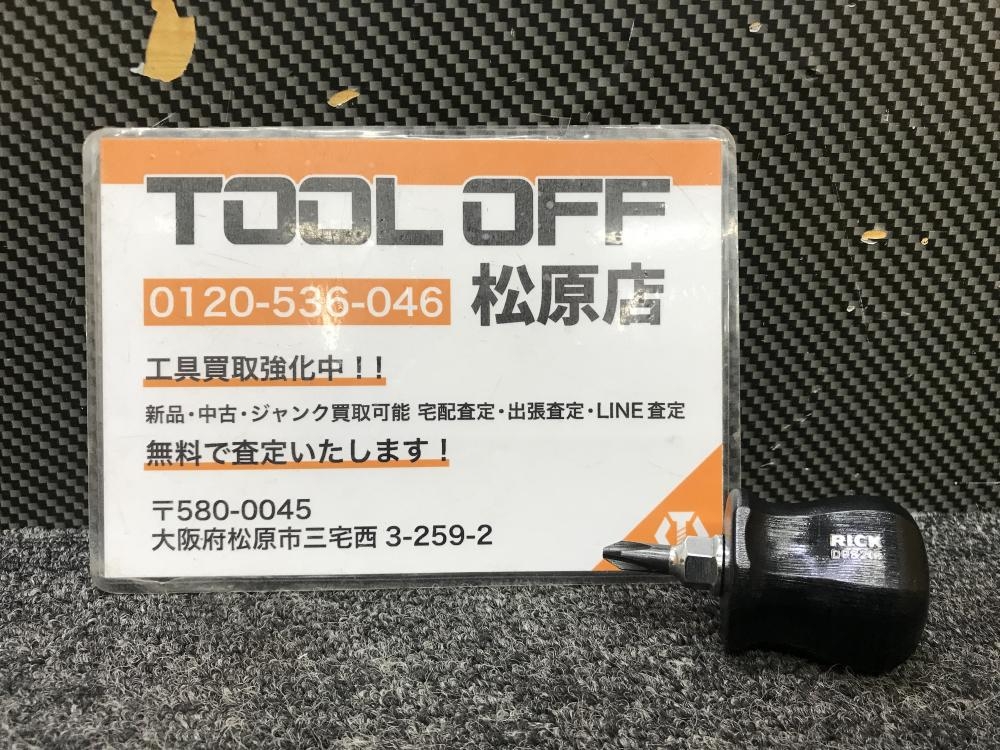 TOOL OFF
0120-536-046 松原店
工具買取強化中！！
新品・中古・ジャンク買取可能 宅配査定・出張査定・LINE査定
無料で査定いたします！
〒580-0045
大阪府松原市三宅西 3-259-2
RICK